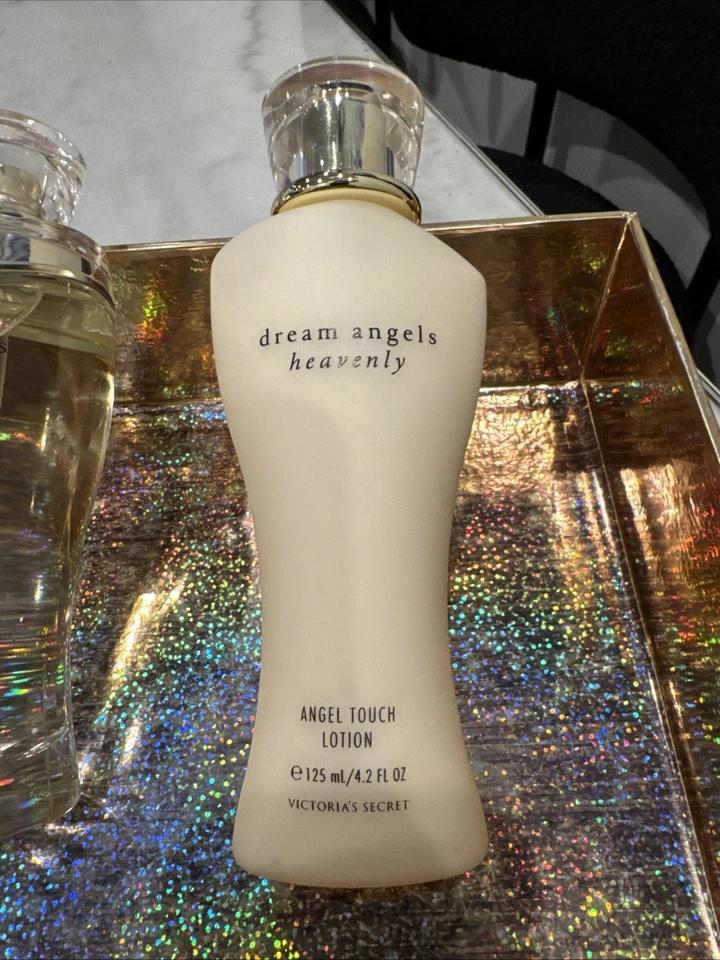 dream angels
heavenly
ANGEL TOUCH
LOTION
℮125 mL/4.2 FL OZ
VICTORIA'S SECRET